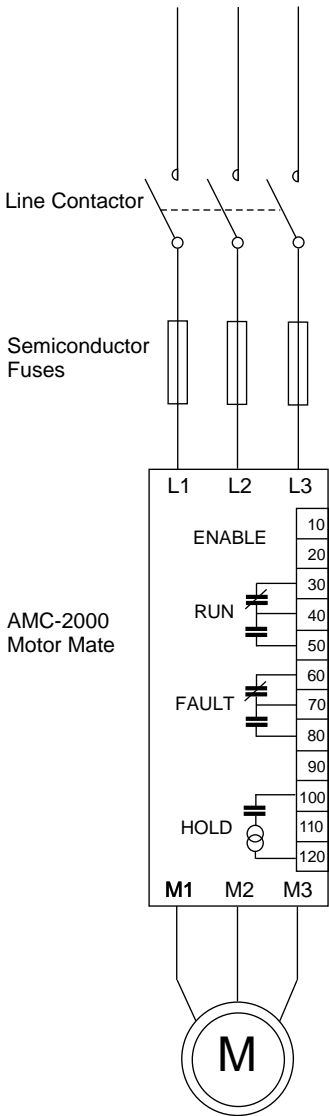 Line Contactor
Semiconductor
Fuses
L1 L2 L3
ENABLE
10
20
30
RUN
40
50
AMC-2000
Motor Mate
60
FAULT
70
80
90
100
HOLD
110
120
M1 M2 M3
M